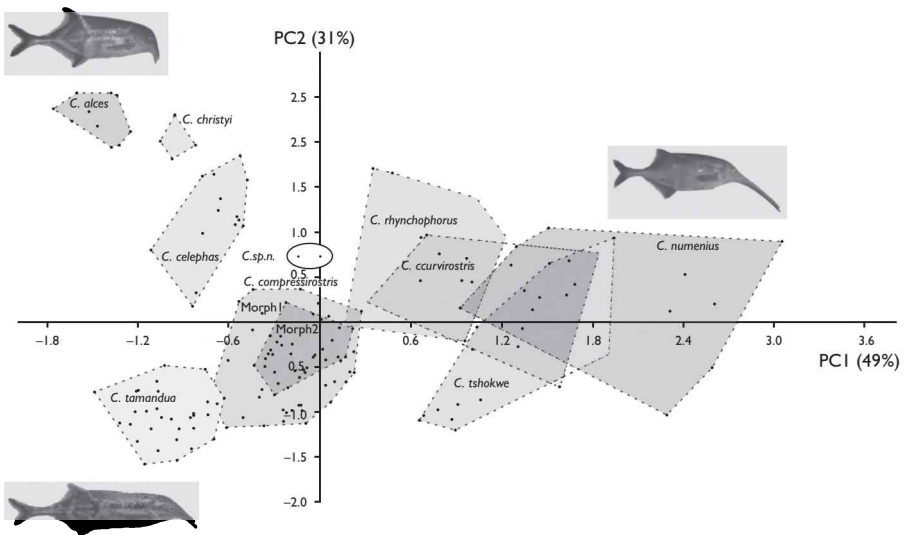 PC2 (31%)
C. alces
C. christyi
2.5
2.5
1.5
1.0
0.5
C. rhynchophorus
C. numenius
C. celephas
C.sp.n.
C. ccurvirostris
C. compressirostris
Morph1
Morph2
−1.8
−1.2
−0.6
0.6
1.2
1.8
2.4
3.0
3.6
PC1 (49%)
0.5
C. tshokwe
C. tamandua
−1.0
−1.5
−2.0